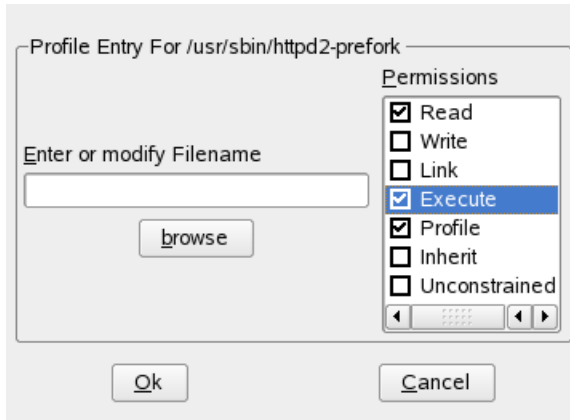 Profile Entry For /usr/sbin/httpd2-prefork
Permissions
Read
Write
Link
Execute
Profile
Inherit
Unconstrained
Enter or modify Filename
browse
Ok
Cancel